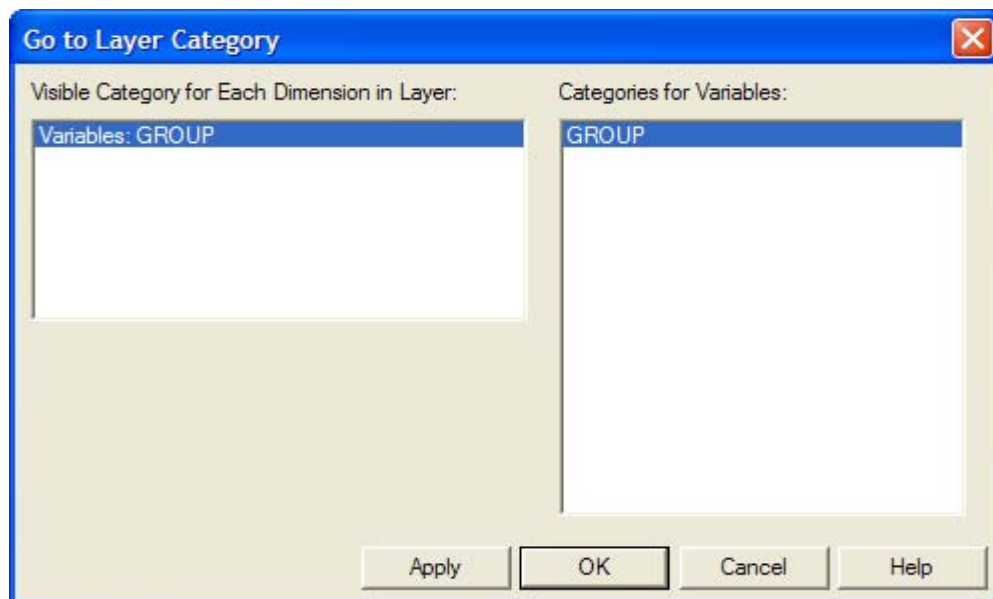 Go to Layer Category
Visible Category for Each Dimension in Layer:
Categories for Variables:
Variables: GROUP
GROUP
Apply
OK
Cancel
Help